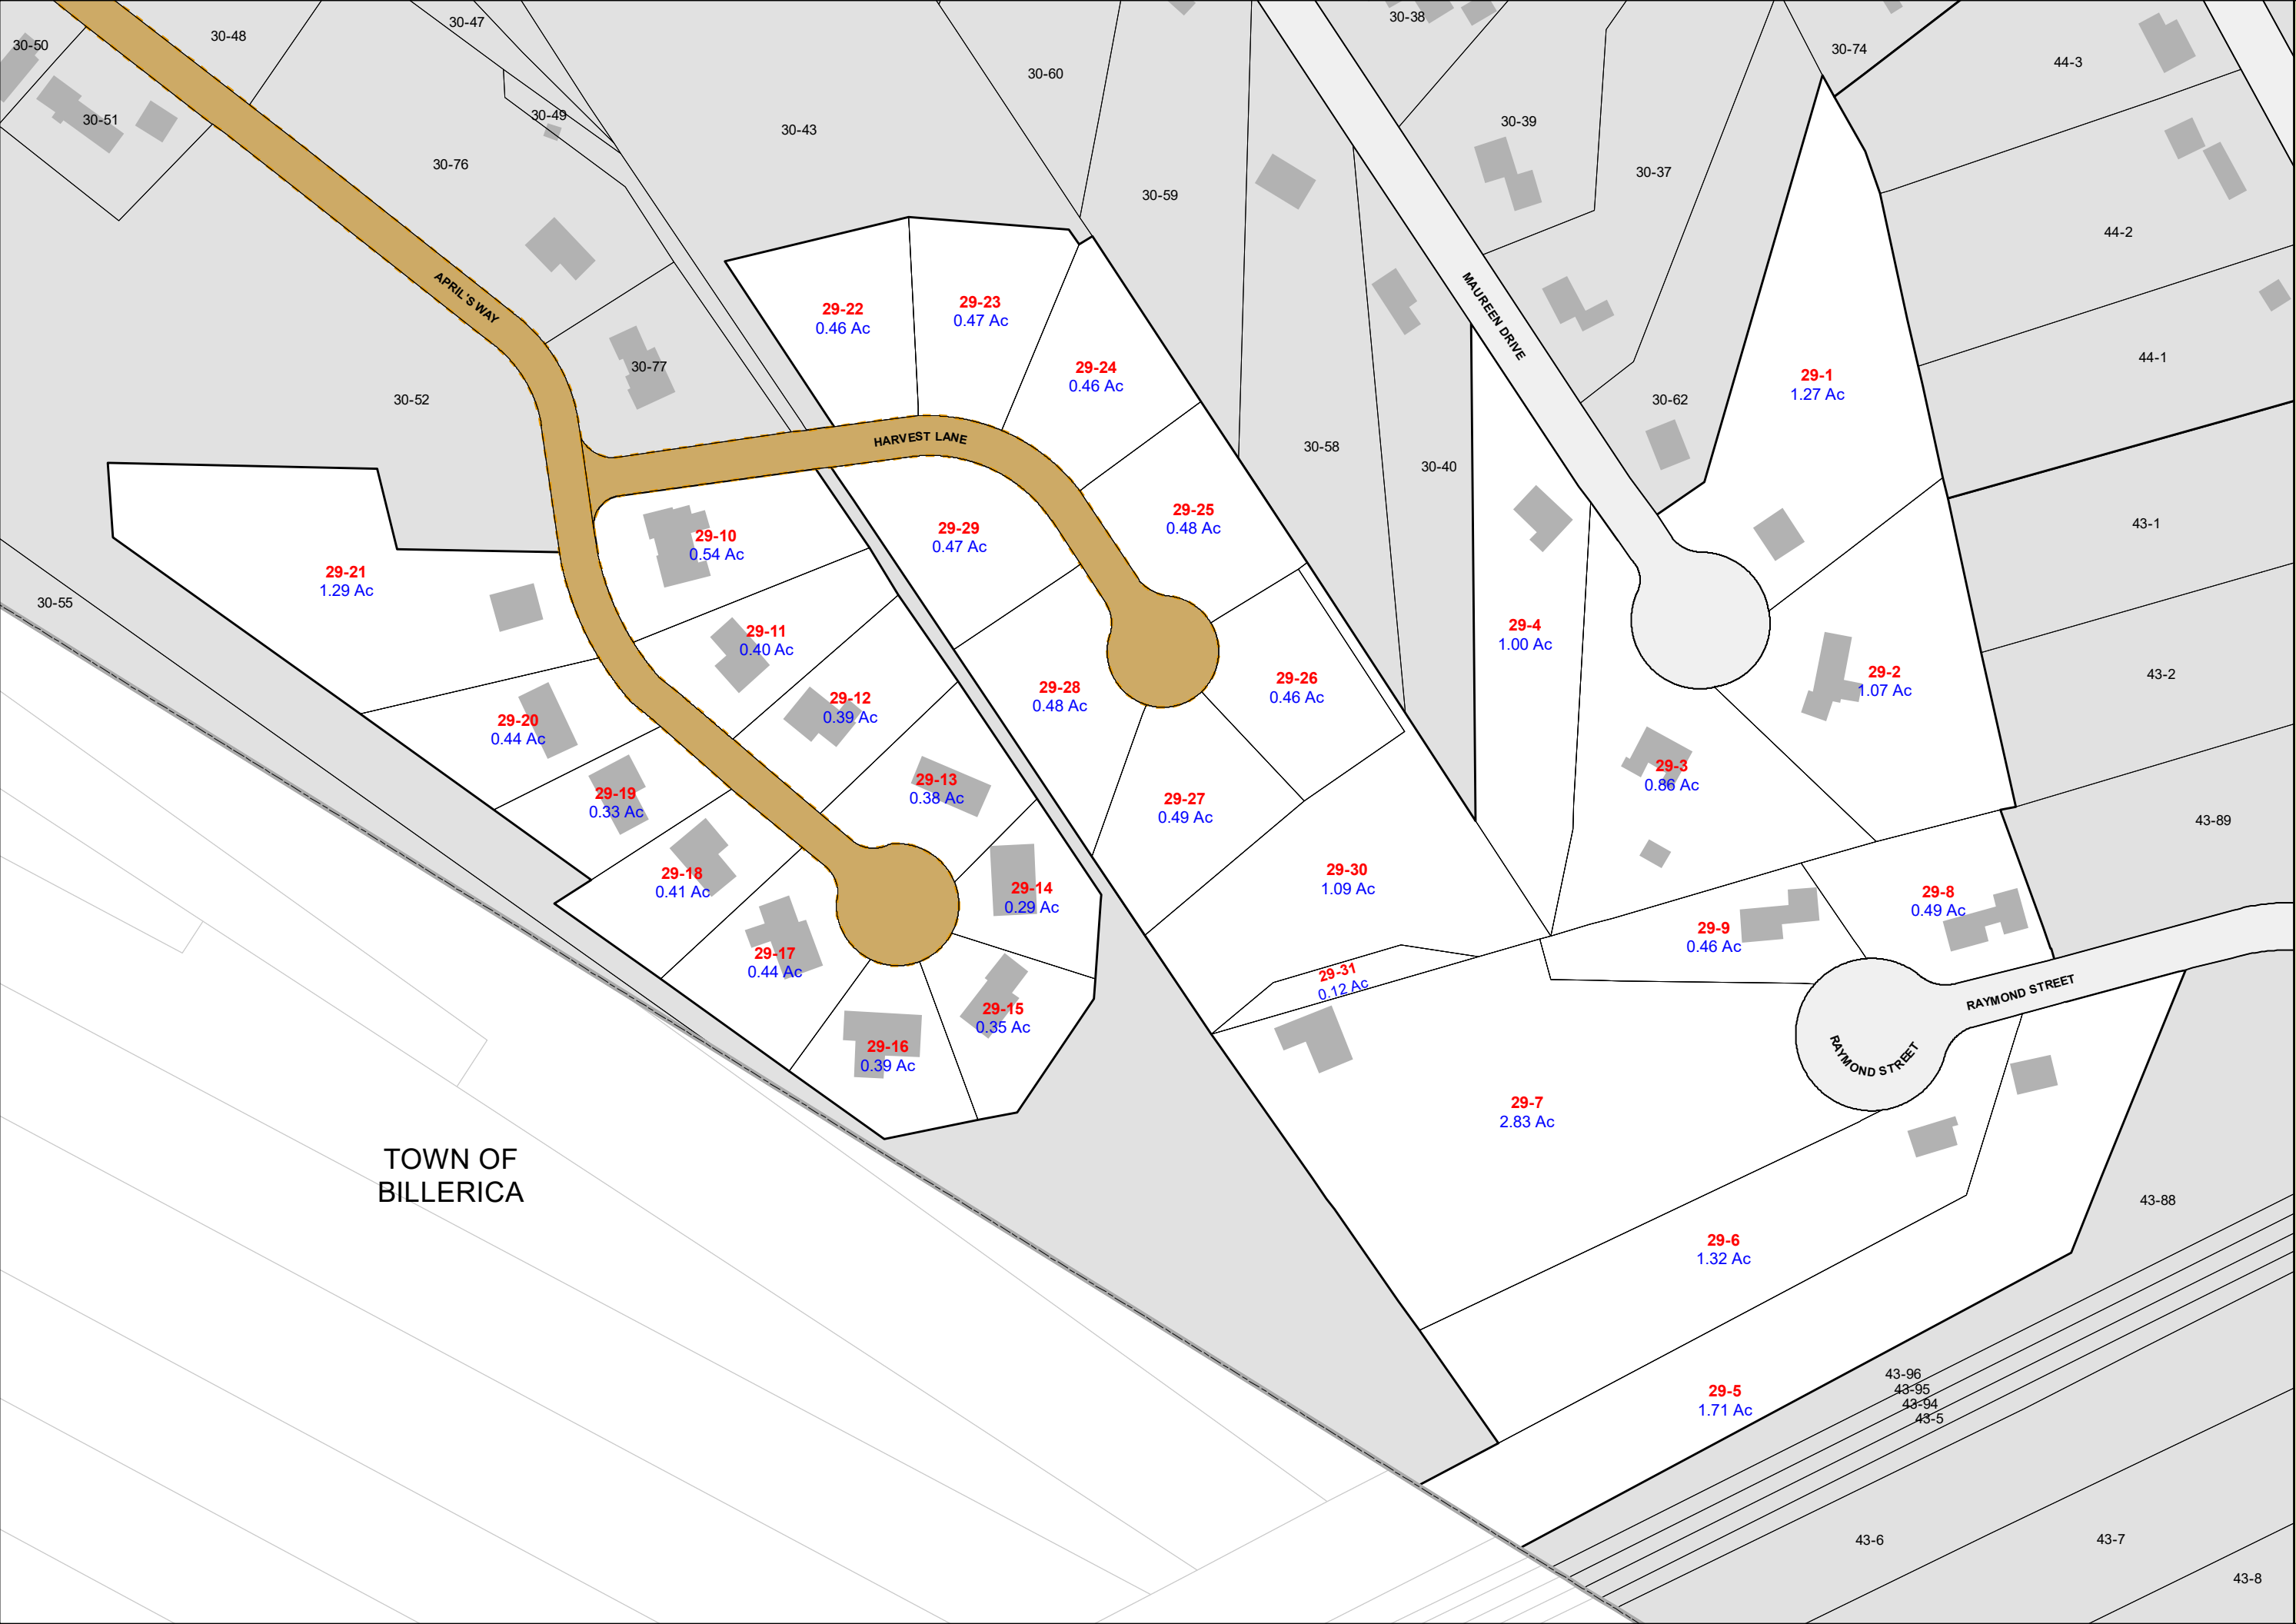 30-47
30-38
30-50
30-48
30-74
44-3
30-60
30-49
30-51
30-39
30-43
30-76
30-37
30-59
44-2
APRIL'S WAY
MAUREEN DRIVE
29-22
0.46 Ac
29-23
0.47 Ac
44-1
30-77
29-24
0.46 Ac
29-1
1.27 Ac
30-52
30-62
HARVEST LANE
30-58
30-40
29-25
0.48 Ac
43-1
29-10
0.54 Ac
29-29
0.47 Ac
29-21
1.29 Ac
30-55
29-11
0.40 Ac
29-4
1.00 Ac
29-2
1.07 Ac
43-2
29-26
0.46 Ac
29-28
0.48 Ac
29-12
0.39 Ac
29-20
0.44 Ac
29-3
0.86 Ac
29-13
0.38 Ac
29-19
0.33 Ac
29-27
0.49 Ac
43-89
29-18
0.41 Ac
29-30
1.09 Ac
29-14
0.29 Ac
29-8
0.49 Ac
29-9
0.46 Ac
29-17
0.44 Ac
29-31
0.12 Ac
RAYMOND STREET
29-15
0.35 Ac
29-16
0.39 Ac
RAYMOND STREET
29-7
2.83 Ac
TOWN OF
BILLERICA
43-88
29-6
1.32 Ac
43-96
43-95
43-94
43-5
29-5
1.71 Ac
43-6
43-7
43-8